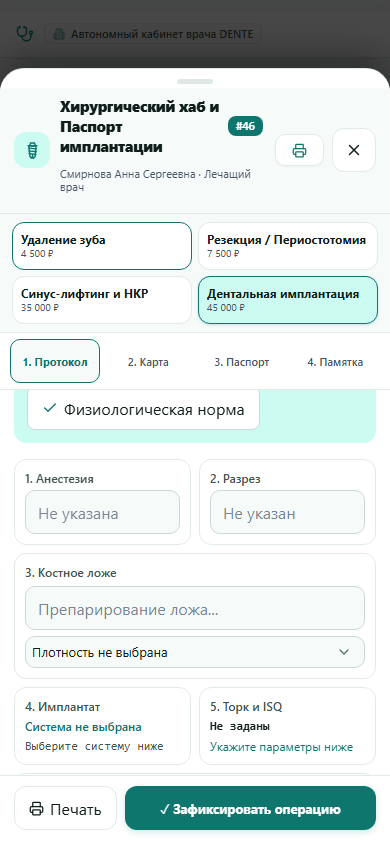 Автономный кабинет врача DENTE
Хирургический хаб и
Паспорт
имплантации
#46
Смирнова Анна Сергеевна · Лечащий
врач
Удаление зуба
4 500 ₽
Резекция / Периостотомия
7 500 ₽
Синус-лифтинг и НКР
35 000 ₽
Дентальная имплантация
45 000 ₽
1. Протокол
2. Карта
3. Паспорт
4. Памятка
✓ Физиологическая норма
1. Анестезия
Не указана
2. Разрез
Не указан
3. Костное ложе
Препарирование ложа...
Плотность не выбрана
4. Имплантат
Система не выбрана
Выберите систему ниже
5. Торк и ISQ
Не заданы
Укажите параметры ниже
Печать
✓ Зафиксировать операцию